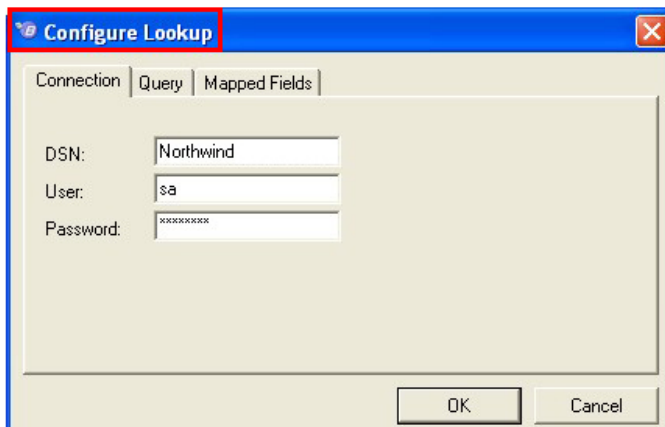 Configure Lookup
Connection Query Mapped Fields
DSN: Northwind
User: sa
Password: ********
OK Cancel